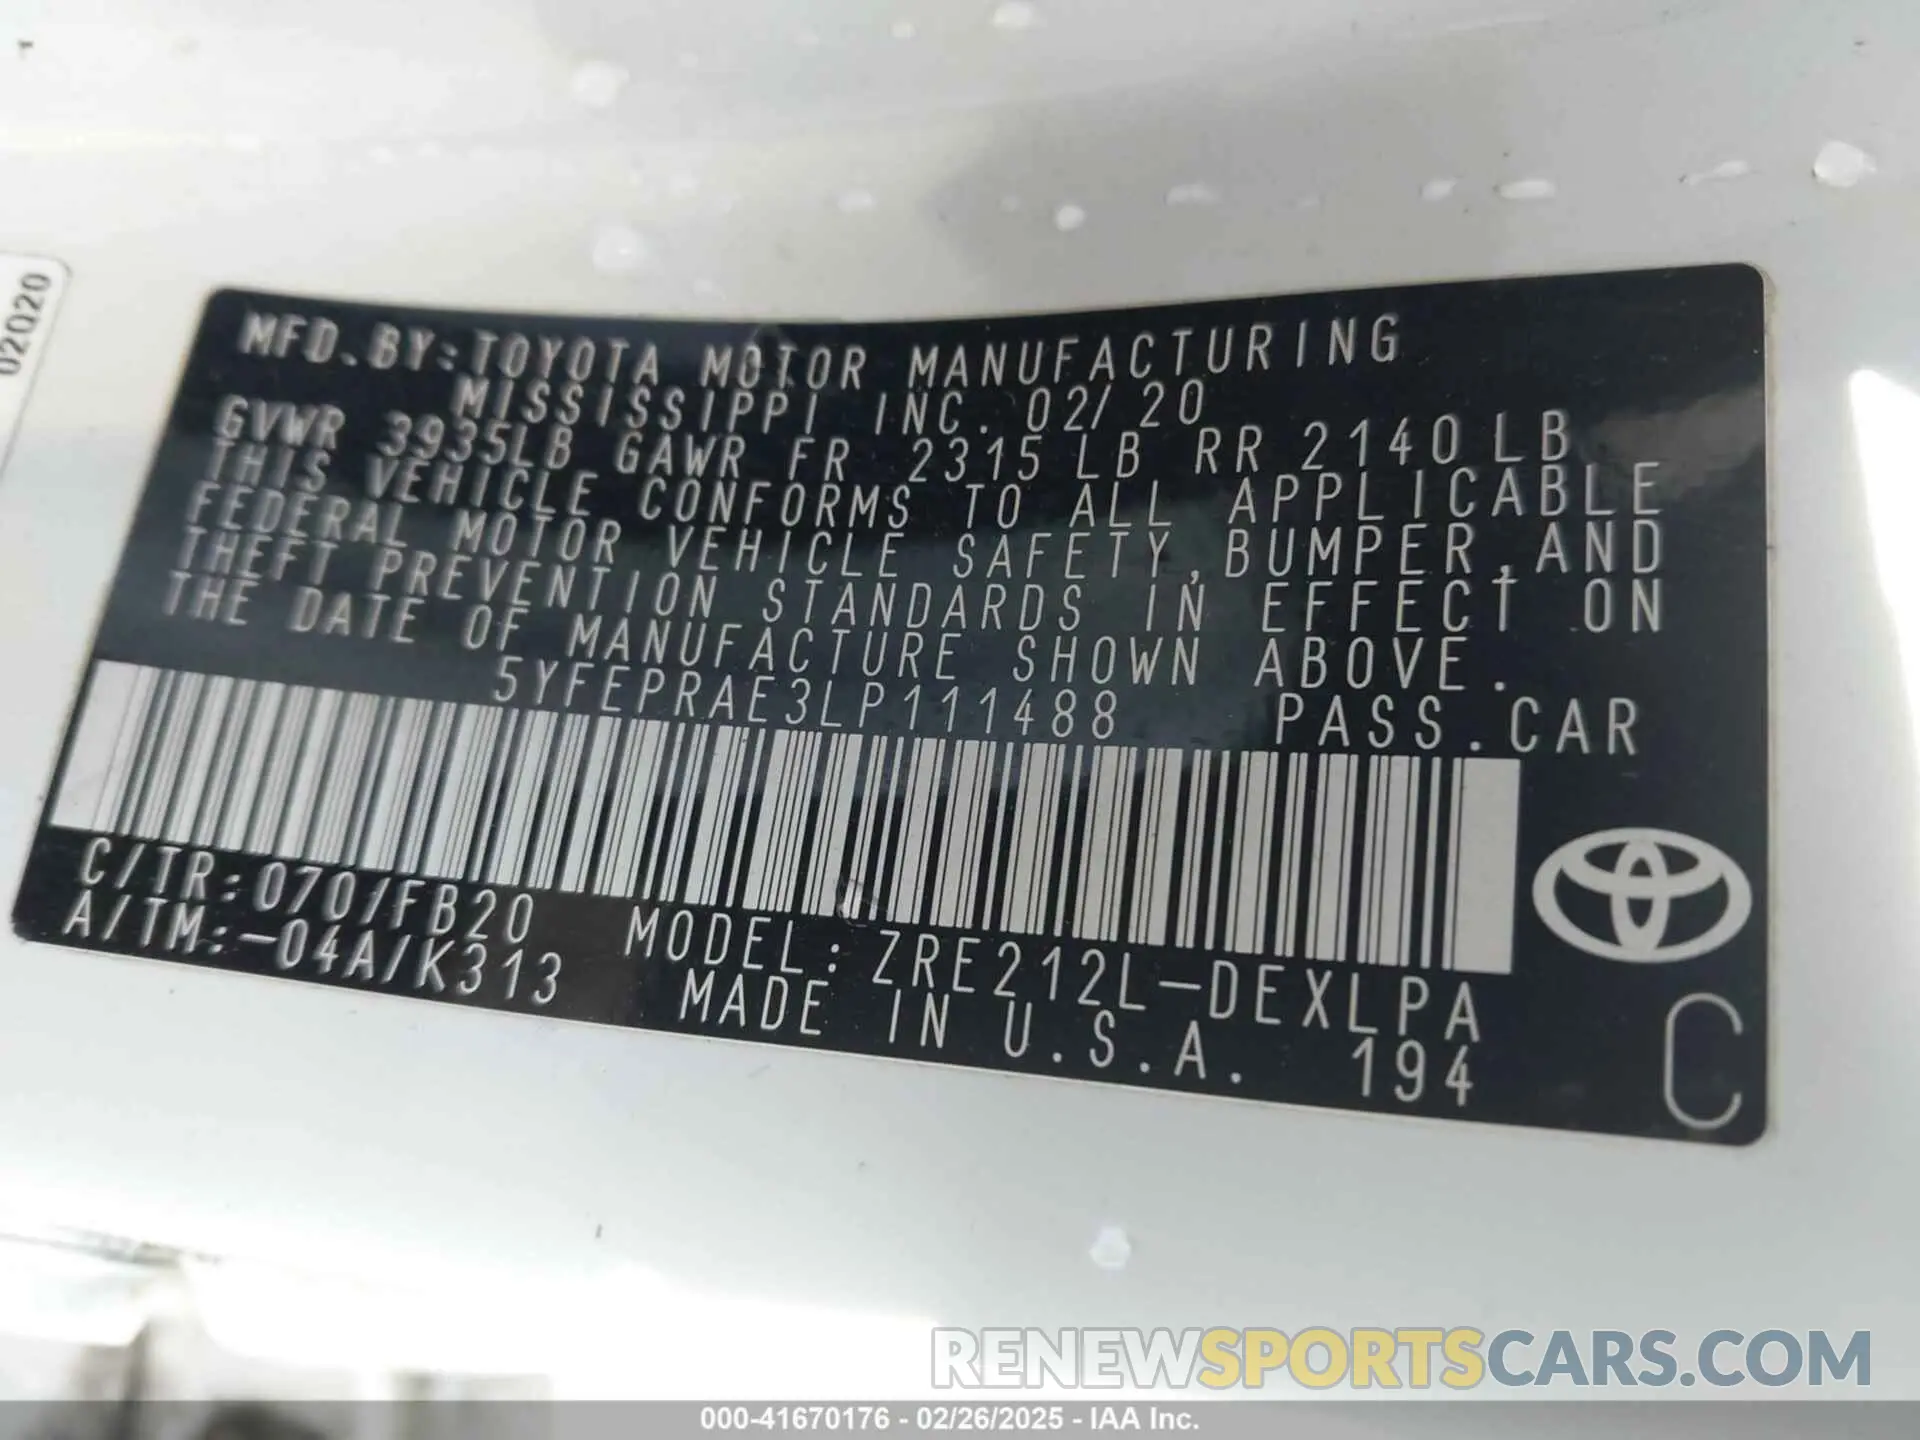 02020
MFD. BY: TOYOTA MOTOR MANUFACTURING
MISSISSIPPI INC. 02/20
GVWR 3935LB GAWR FR 2315 LB RR 2140 LB
THIS VEHICLE CONFORMS TO ALL APPLICABLE
FEDERAL MOTOR VEHICLE SAFETY, BUMPER, AND
THEFT PREVENTION STANDARDS IN EFFECT ON
THE DATE OF MANUFACTURE SHOWN ABOVE.
5YFEPRAE3LP111488 PASS. CAR
C/TR: 070/FB20 MODEL: ZRE212L-DEXLPA
A/TM:-04A/K313 MADE IN U.S.A. 194
C
RENEWSPORTSCARS.COM
000-41670176 - 02/26/2025 - IAA Inc.